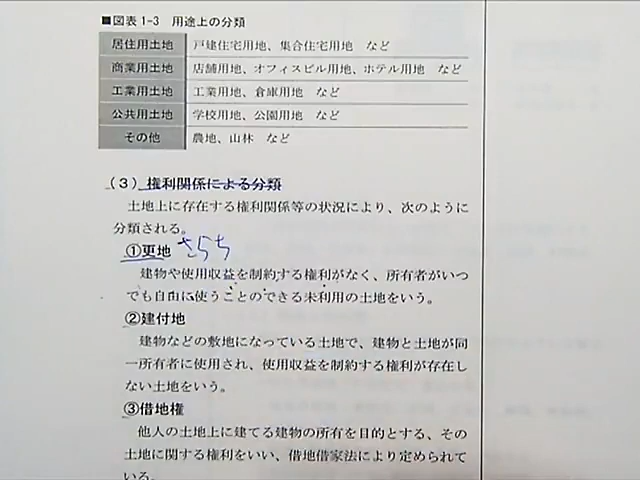 ■図表 1-3 用途上の分類
居住用土地 戸建住宅用地、集合住宅用地 など
商業用土地 店舗用地、オフィスビル用地、ホテル用地 など
工業用土地 工業用地、倉庫用地 など
公共用土地 学校用地、公園用地 など
その他 農地、山林 など
(3) 権利関係による分類
土地上に存在する権利関係等の状況により、次のように
分類される。
①更地 さらち
建物や使用収益を制約する権利がなく、所有者がいつ
でも自由に使うことのできる未利用の土地をいう。
②建付地
建物などの敷地になっている土地で、建物と土地が同
一所有者に使用され、使用収益を制約する権利が存在し
ない土地をいう。
③借地権
他人の土地上に建てる建物の所有を目的とする、その
土地に関する権利をいい、借地借家法により定められて
いる。